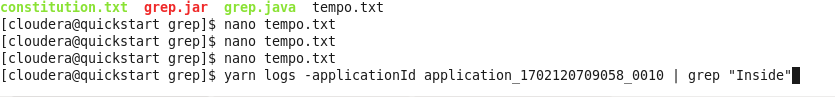 constitution.txt grep.jar grep.java tempo.txt
[cloudera@quickstart grep]$ nano tempo.txt
[cloudera@quickstart grep]$ nano tempo.txt
[cloudera@quickstart grep]$ nano tempo.txt
[cloudera@quickstart grep]$ yarn logs -applicationId application_1702120709058_0010 | grep "Inside"